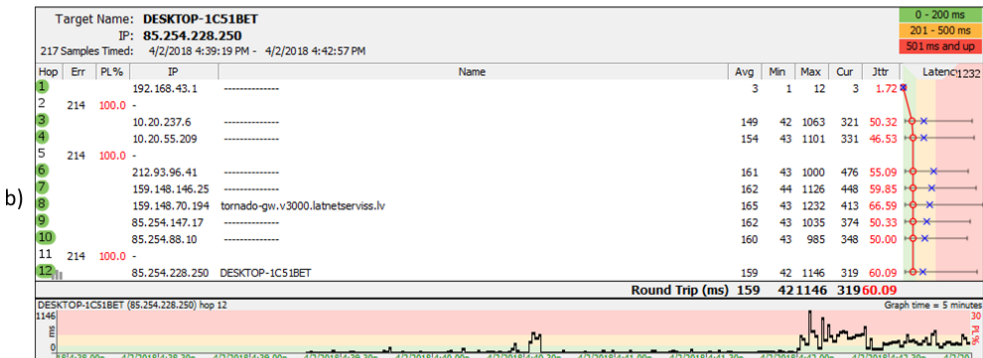 Target Name: DESKTOP-1C51BET
IP: 85.254.228.250
217 Samples Timed: 4/2/2018 4:39:19 PM - 4/2/2018 4:42:57 PM
0 - 200 ms
201 - 500 ms
501 ms and up
Hop Err PL% IP Name Avg Min Max Cur Jttr Latency 1232
1 192.168.43.1 -------------- 3 1 12 3 1.72
2 214 100.0 -
3 10.20.237.6 -------------- 149 42 1063 321 50.32
4 10.20.55.209 -------------- 154 43 1101 331 46.53
5 214 100.0 -
6 212.93.96.41 -------------- 161 43 1000 476 55.09
7 159.148.146.25 -------------- 162 44 1126 448 59.85
8 159.148.70.194 tornado-gw.v3000.latnetserviss.lv 165 43 1232 413 66.59
9 85.254.147.17 -------------- 162 43 1035 374 50.33
10 85.254.88.10 -------------- 160 43 985 348 50.00
11 214 100.0 -
12 85.254.228.250 DESKTOP-1C51BET 159 42 1146 319 60.09
Round Trip (ms) 159 42 1146 319 60.09
b)
DESKTOP-1C51BET (85.254.228.250) hop 12 Graph time = 5 minutes
1146 30
ms PL %
0